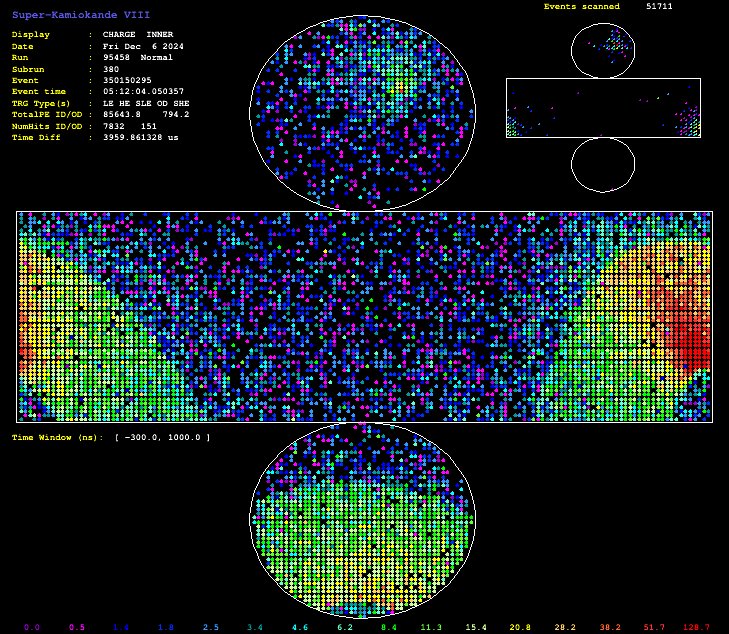 Super-Kamiokande VIII
Display : CHARGE INNER
Date : Fri Dec 6 2024
Run : 95458 Normal
Subrun : 380
Event : 350150295
Event time : 05:12:04.050357
TRG Type(s) : LE HE SLE OD SHE
TotalPE ID/OD : 85643.8 794.2
NumHits ID/OD : 7832 151
Time Diff : 3959.861328 us
Events scanned 51711
Time Window (ns): [ -300.0, 1000.0 ]
0.0 0.5 1.4 1.8 2.5 3.4 4.6 6.2 8.4 11.3 15.4 20.8 28.2 38.2 51.7 128.7